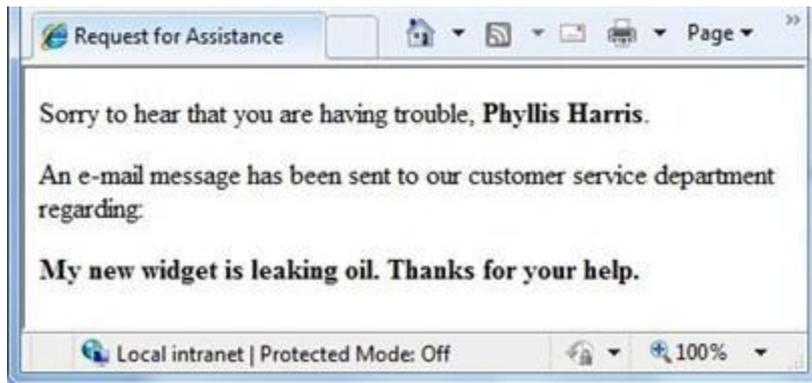 Request for Assistance
Page
Sorry to hear that you are having trouble, Phyllis Harris.
An e-mail message has been sent to our customer service department
regarding:
My new widget is leaking oil. Thanks for your help.
Local intranet | Protected Mode: Off
100%